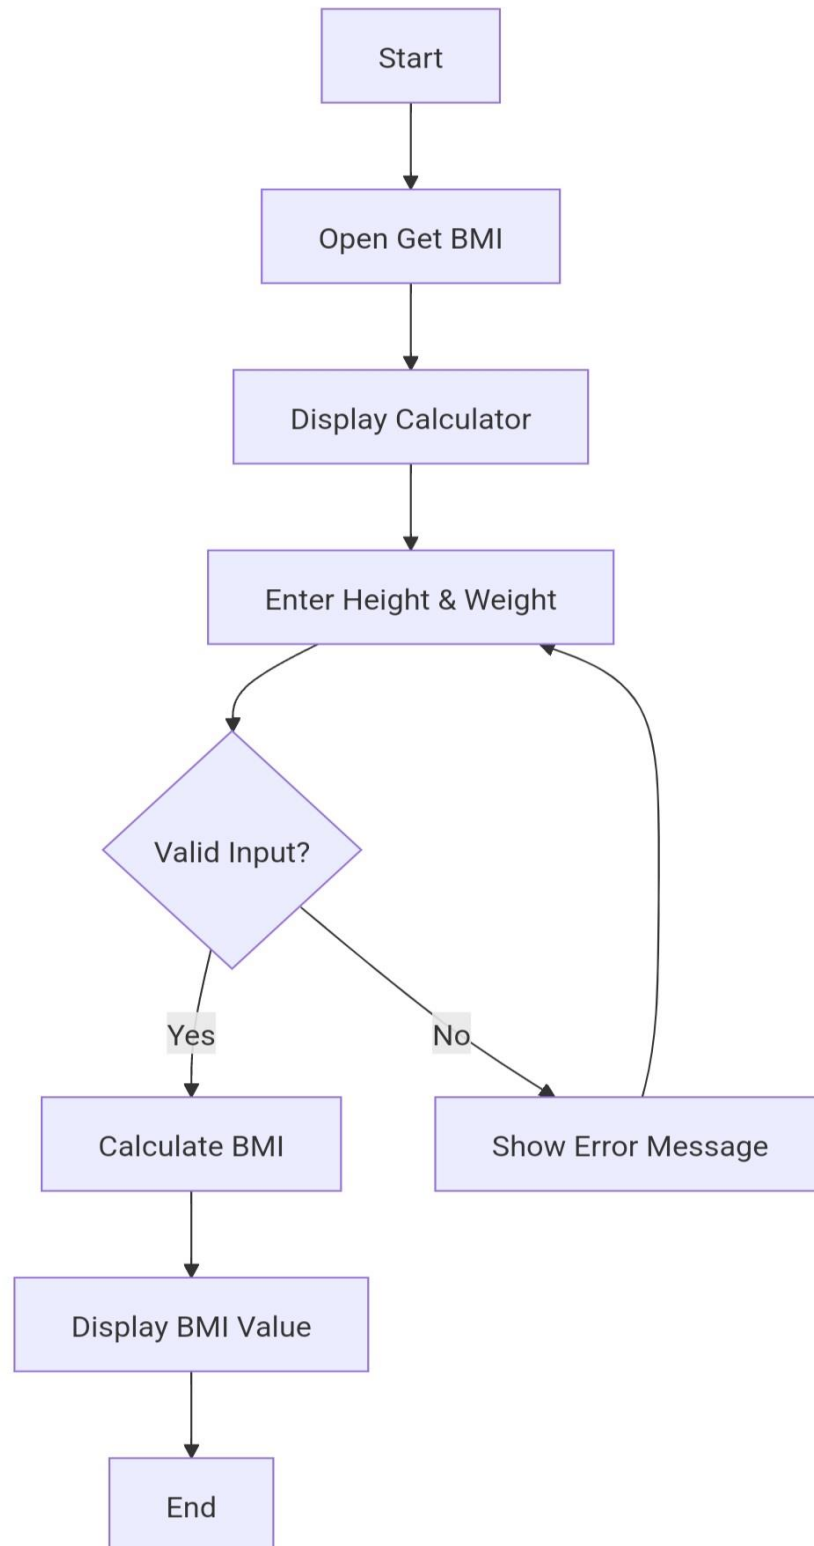 Start
Open Get BMI
Display Calculator
Enter Height & Weight
Valid Input?
Yes
No
Calculate BMI
Show Error Message
Display BMI Value
End